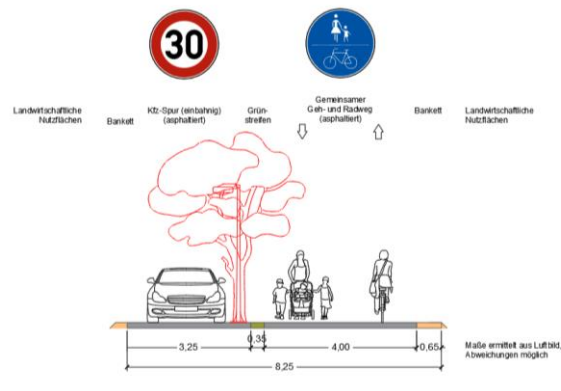 30
Landwirtschaftliche
Nutzflächen
Bankett
Kfz-Spur (einbahnig)
(asphaltiert)
Grün-
streifen
Gemeinsamer
Geh- und Radweg
(asphaltiert)
Bankett
Landwirtschaftliche
Nutzflächen
3,25
0,35
4,00
0,65
8,25
Maße ermittelt aus Luftbild,
Abweichungen möglich